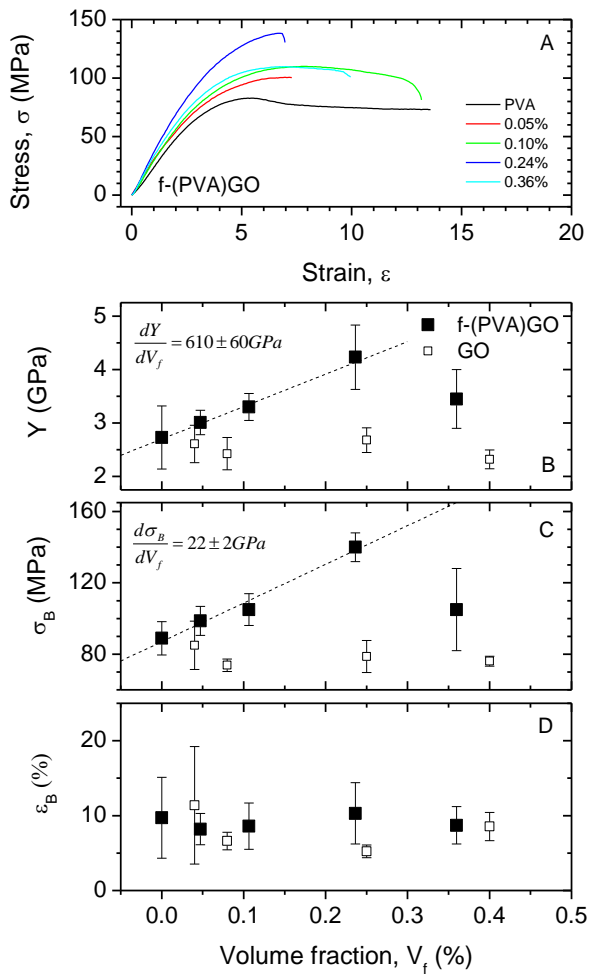 150
A
100
50
0
Stress, σ (MPa)
PVA
0.05%
0.10%
0.24%
0.36%
f-(PVA)GO
0 5 10 15 20
Strain, ε
5
4
3
2
Y (GPa)
dY/dV_f = 610 ± 60GPa
f-(PVA)GO
GO
B
160
120
80
40
σ_B (MPa)
dσ_B/dV_f = 22 ± 2GPa
C
20
10
0
ε_B (%)
D
0.0 0.1 0.2 0.3 0.4 0.5
Volume fraction, V_f (%)